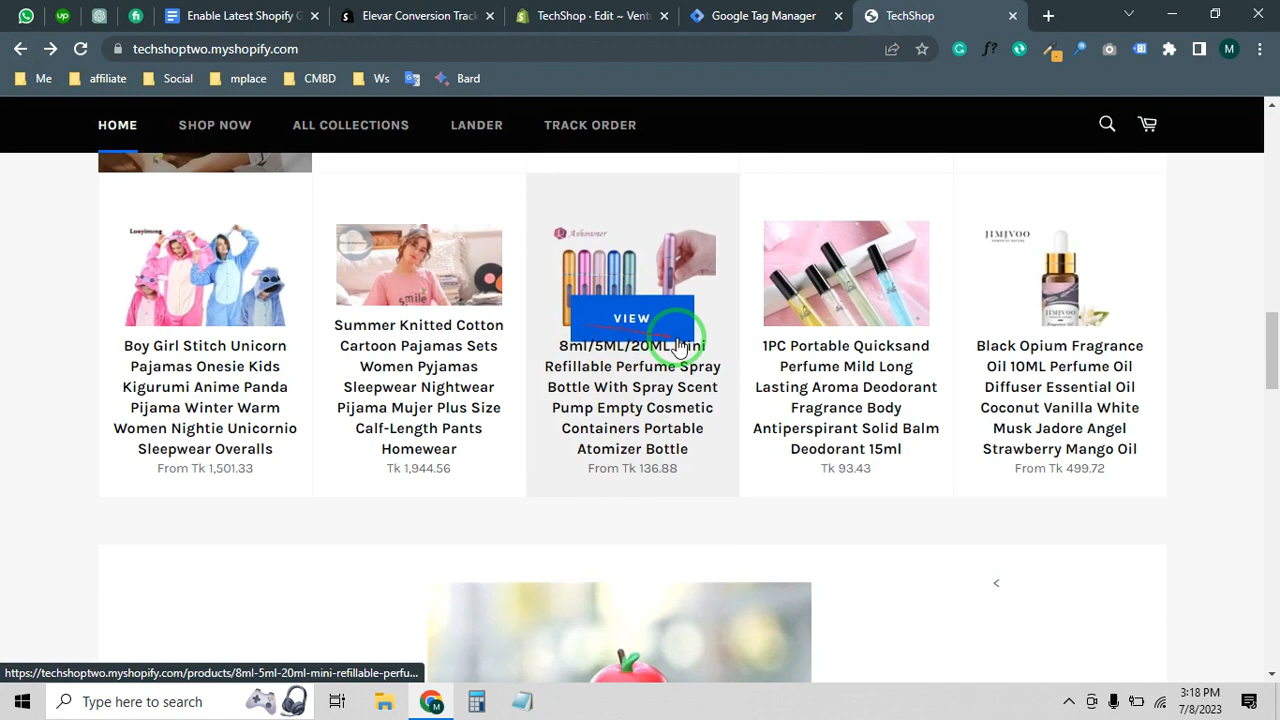 Enable Latest Shopify G
Elevar Conversion Track
TechShop - Edit ~ Vent
Google Tag Manager
TechShop
techshoptwo.myshopify.com
M
Me
affiliate
Social
mplace
CMBD
Ws
Bard
HOME
SHOP NOW
ALL COLLECTIONS
LANDER
TRACK ORDER
Luoyimeng
Ashowner
JIMIVOO
smile
VIEW
Boy Girl Stitch Unicorn
Pajamas Onesie Kids
Kigurumi Anime Panda
Pijama Winter Warm
Women Nightie Unicornio
Sleepwear Overalls
From Tk 1,501.33
Summer Knitted Cotton
Cartoon Pajamas Sets
Women Pyjamas
Sleepwear Nightwear
Pijama Mujer Plus Size
Calf-Length Pants
Homewear
Tk 1,944.56
8ml/5ML/20ML Mini
Refillable Perfume Spray
Bottle With Spray Scent
Pump Empty Cosmetic
Containers Portable
Atomizer Bottle
From Tk 136.88
1PC Portable Quicksand
Perfume Mild Long
Lasting Aroma Deodorant
Fragrance Body
Antiperspirant Solid Balm
Deodorant 15ml
Tk 93.43
Black Opium Fragrance
Oil 10ML Perfume Oil
Diffuser Essential Oil
Coconut Vanilla White
Musk Jadore Angel
Strawberry Mango Oil
From Tk 499.72
<
https://techshoptwo.myshopify.com/products/8ml-5ml-20ml-mini-refillable-perfu...
Type here to search
3:18 PM
7/8/2023